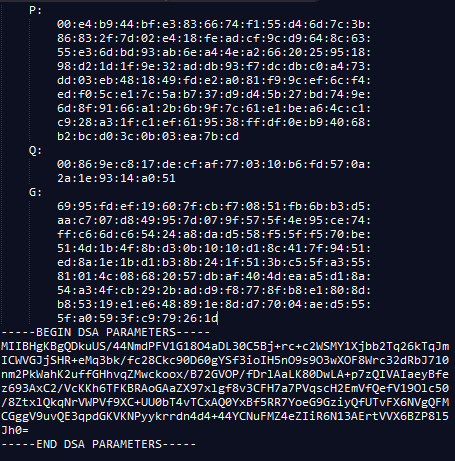 P:
00:e4:b9:44:bf:e3:83:66:74:f1:55:d4:6d:7c:3b:
86:83:2f:7d:02:e4:18:fe:ad:cf:9c:d9:64:8c:63:
55:e3:6d:bd:93:ab:6e:a4:4e:a2:66:20:25:95:18:
98:d2:1d:1f:9e:32:ad:db:93:f7:dc:db:c0:a4:73:
dd:03:eb:48:18:49:fd:e2:a0:81:f9:9c:ef:6c:f4:
ed:f0:5c:e1:7c:5a:b7:37:d9:d4:5b:27:bd:74:9e:
6d:8f:91:66:a1:2b:6b:9f:7c:61:e1:be:a6:4c:c1:
c9:28:a3:1f:c1:ef:61:95:38:ff:df:0e:b9:40:68:
b2:bc:d0:3c:0b:03:ea:7b:cd
Q:
00:86:9e:c8:17:de:cf:af:77:03:10:b6:fd:57:0a:
2a:1e:93:14:a0:51
G:
69:95:fd:ef:19:60:7f:cb:f7:08:51:fb:6b:b3:d5:
aa:c7:07:d8:49:95:7d:07:9f:57:5f:4e:95:ce:74:
ff:c6:6d:c6:54:24:a8:da:d5:58:f5:5f:f5:70:be:
51:4d:1b:4f:8b:d3:0b:10:10:d1:8c:41:7f:94:51:
ed:8a:1e:1b:d1:b3:8b:24:1f:51:3b:c5:5f:a3:55:
81:01:4c:08:68:20:57:db:af:40:4d:ea:a5:d1:8a:
54:a3:4f:cb:29:2b:ad:d9:f8:77:8f:b8:e1:80:8d:
b8:53:19:e1:e6:48:89:1e:8d:d7:70:04:ae:d5:55:
5f:a0:59:3f:c9:79:26:1d
-----BEGIN DSA PARAMETERS-----
MIIBHgKBgQDkuUS/44NmdPFV1G18O4aDL30C5Bj+rc+c2WSMY1Xjbb2Tq26kTqJm
ICWVGJjSHR+eMq3bk/fc28Ckc90D60gYSf3ioIH5nO9s9O3wXOF8Wrc32dRbJ710
nm2PkWahK2uffGHhvqZMwckoox/B72GVOP/fDrlAaLK80DwLA+p7zQIVAIaeyBfe
z693AxC2/VcKKh6TFKBRAoGAaZX97xlgf8v3CFH7a7PVqscH2EmVfQefV19Olc50
/8ZtxlQkqNrVWPVf9XC+UU0bT4vTCxAQ0YxBf5RR7YoeG9GziyQfUTvFX6NVgQFM
CGggV9uvQE3qpdGKVKNPyykrrdn4d4+44YCNuFMZ4eZIiR6N13AErtVVX6BZP8l5
Jh0=
-----END DSA PARAMETERS-----